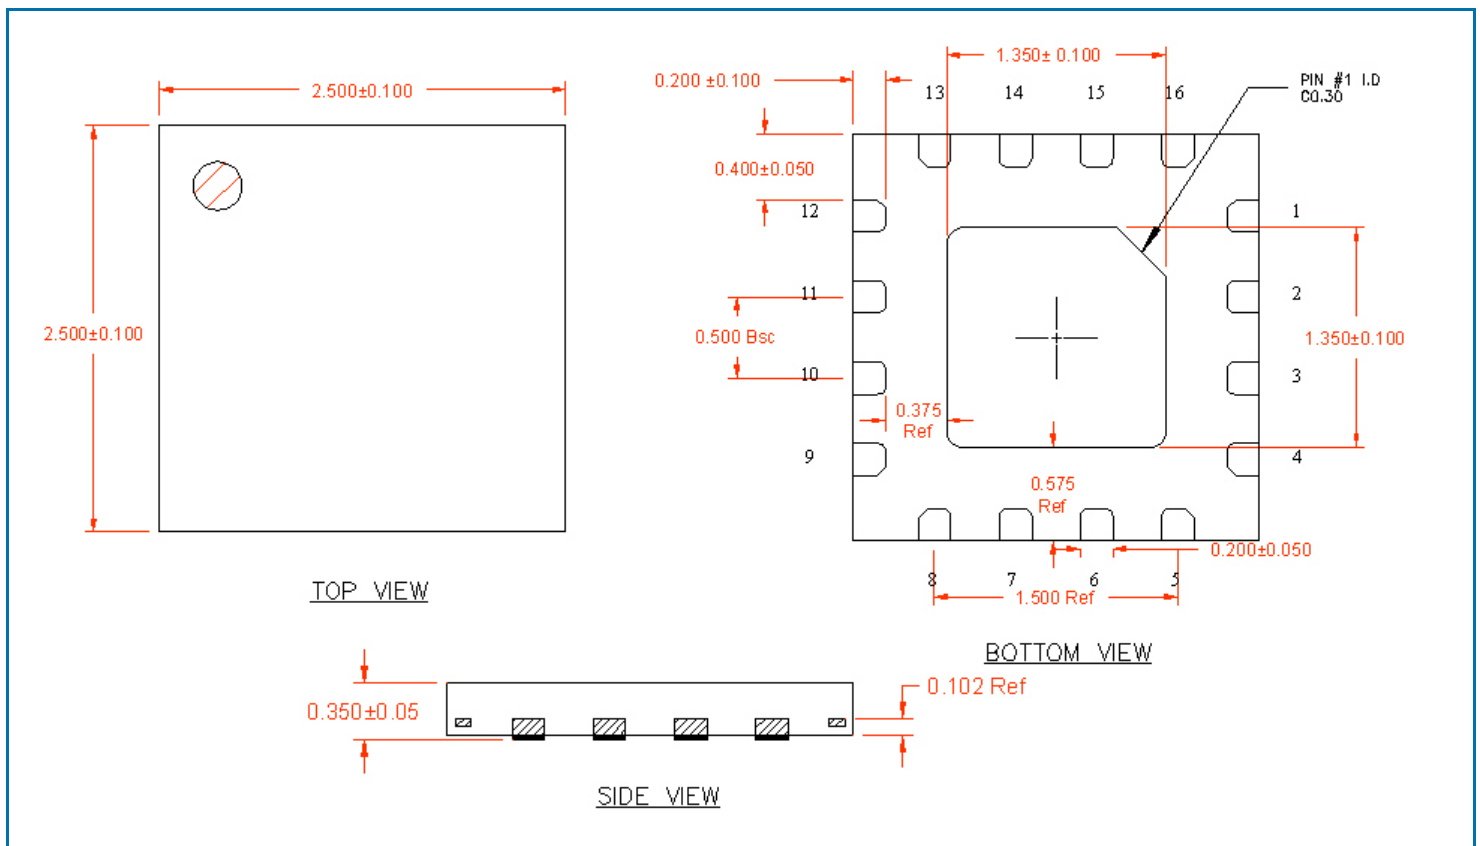 2.500±0.100
2.500±0.100
TOP VIEW
1.350± 0.100
0.200 ±0.100
PIN #1 I.D
C0.30
13 14 15 16
0.400±0.050
12
1
11
2
0.500 Bsc
1.350±0.100
10
3
0.375
Ref
9
4
0.575
Ref
0.200±0.050
8 7 6 5
1.500 Ref
BOTTOM VIEW
0.350±0.05
0.102 Ref
SIDE VIEW